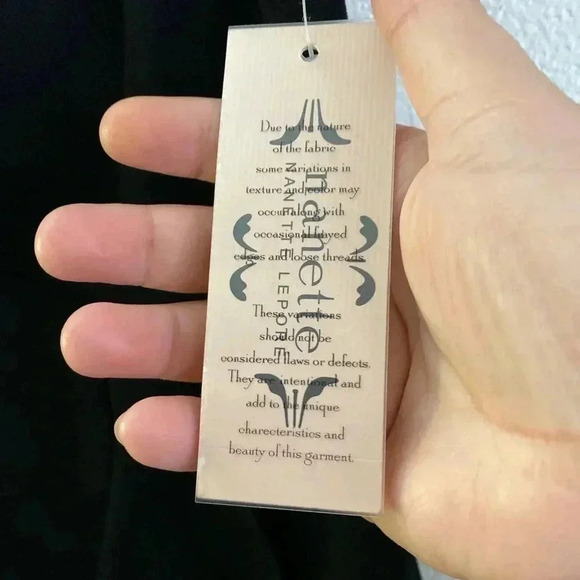 Due to the nature
of the fabric
some variations in
texture and color may
occur along with
occasional frayed
edges and loose threads.
These variations
should not be
considered flaws or defects.
They are intentional and
add to the unique
charecteristics and
beauty of this garment.
nanette
NANETTE LEPORE